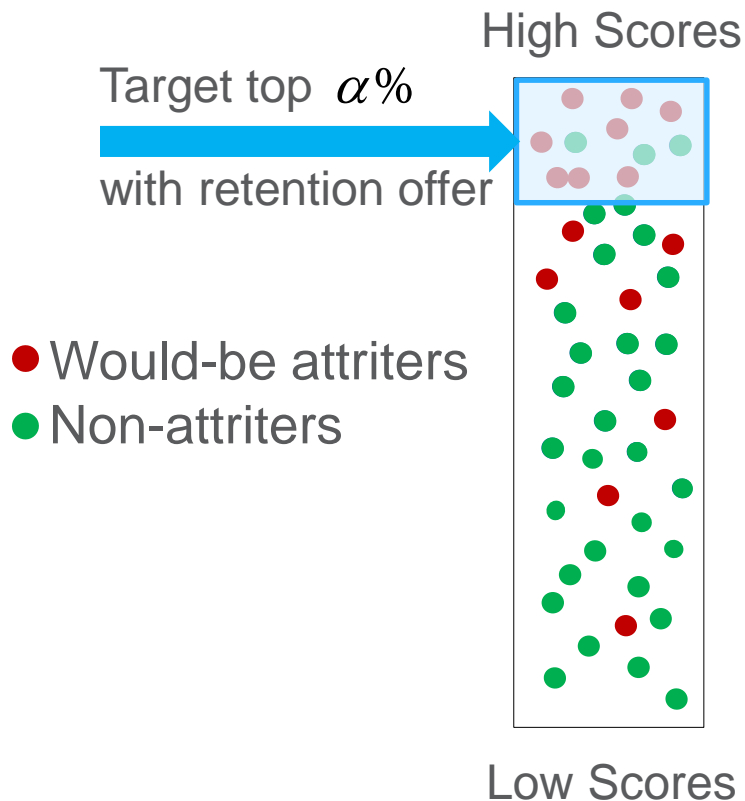 High Scores
Target top α%
with retention offer
Would-be attriters
Non-attriters
Low Scores